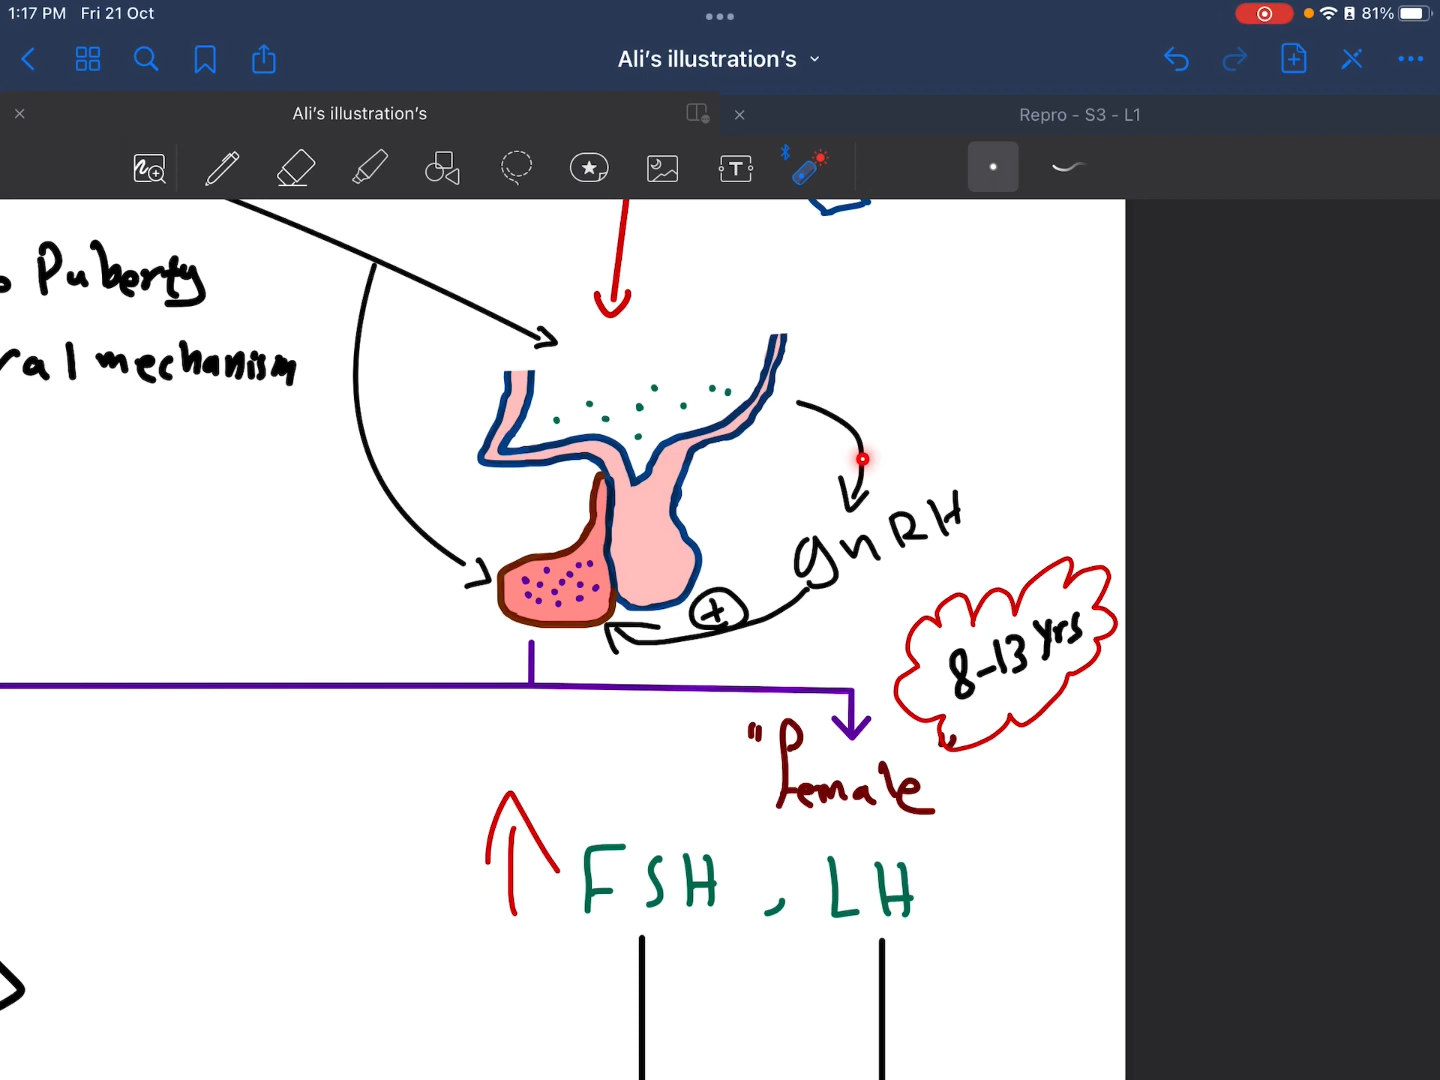 1:17 PM Fri 21 Oct
81%
Ali's illustration's
Ali's illustration's
Repro - S3 - L1
T
Puberty
ral mechanism
gnRH
+
8-13 yrs
"Female
FSH , LH